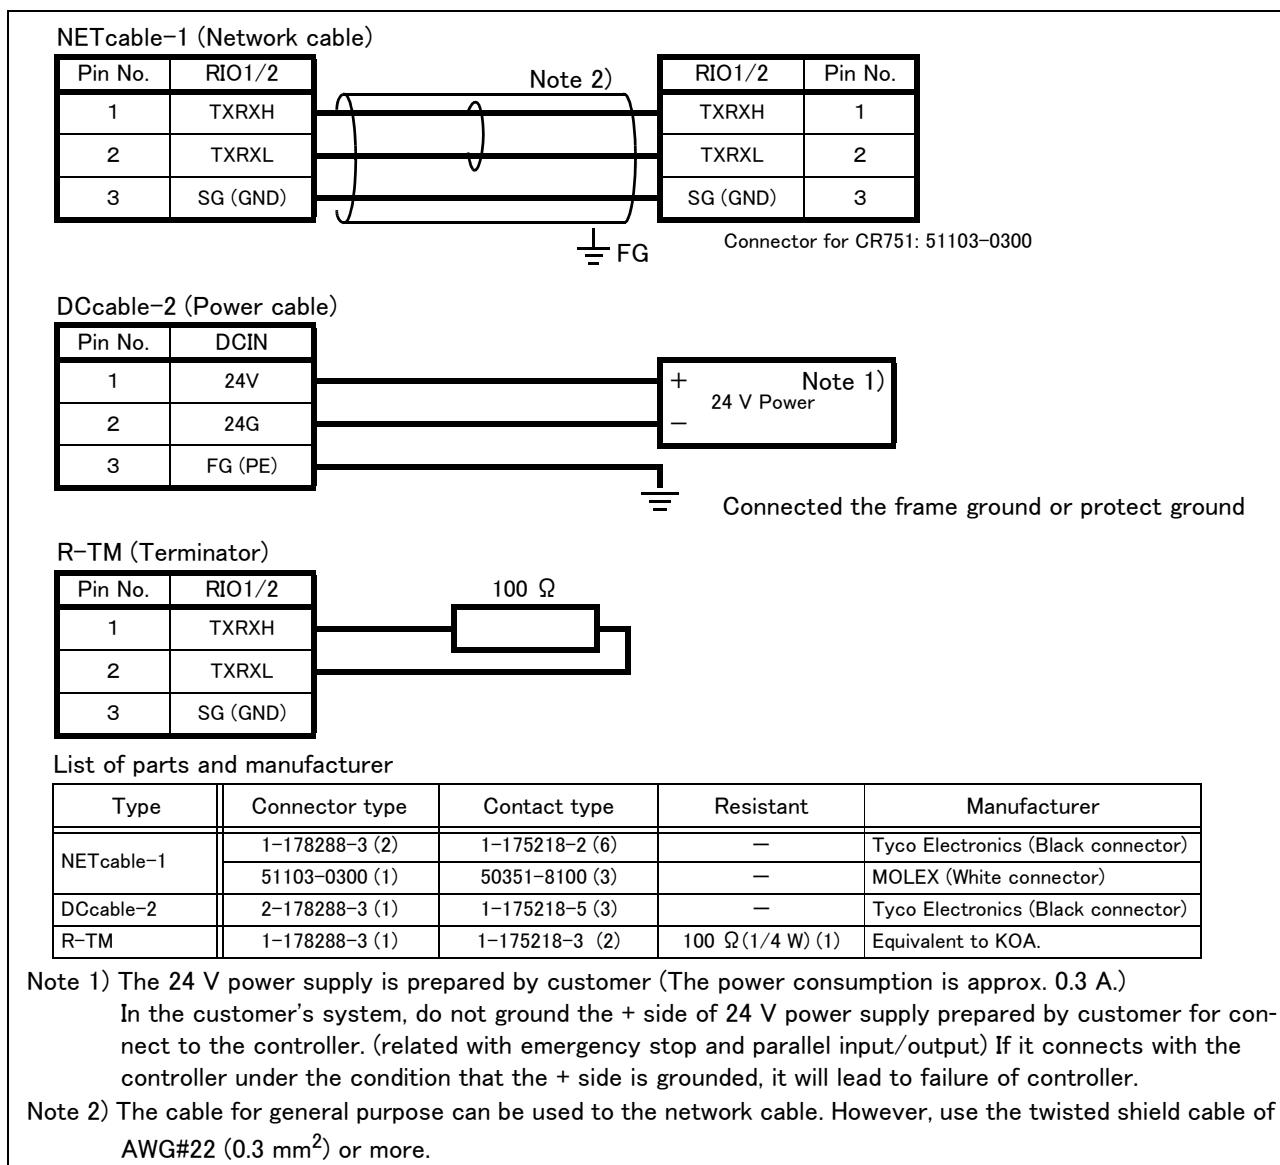 NETcable-1 (Network cable)
Pin No. RIO1/2 Note 2) RIO1/2 Pin No.
1 TXRXH TXRXH 1
2 TXRXL TXRXL 2
3 SG (GND) SG (GND) 3
FG Connector for CR751: 51103-0300
DCcable-2 (Power cable)
Pin No. DCIN
1 24V + Note 1)
24 V Power
2 24G -
3 FG (PE)
Connected the frame ground or protect ground
R-TM (Terminator)
Pin No. RIO1/2 100 Ω
1 TXRXH
2 TXRXL
3 SG (GND)
List of parts and manufacturer
Type Connector type Contact type Resistant Manufacturer
NETcable-1 1-178288-3 (2) 1-175218-2 (6) - Tyco Electronics (Black connector)
51103-0300 (1) 50351-8100 (3) - MOLEX (White connector)
DCcable-2 2-178288-3 (1) 1-175218-5 (3) - Tyco Electronics (Black connector)
R-TM 1-178288-3 (1) 1-175218-3 (2) 100 Ω(1/4 W) (1) Equivalent to KOA.
Note 1) The 24 V power supply is prepared by customer (The power consumption is approx. 0.3 A.)
In the customer's system, do not ground the + side of 24 V power supply prepared by customer for con-
nect to the controller. (related with emergency stop and parallel input/output) If it connects with the
controller under the condition that the + side is grounded, it will lead to failure of controller.
Note 2) The cable for general purpose can be used to the network cable. However, use the twisted shield cable of
AWG#22 (0.3 mm²) or more.